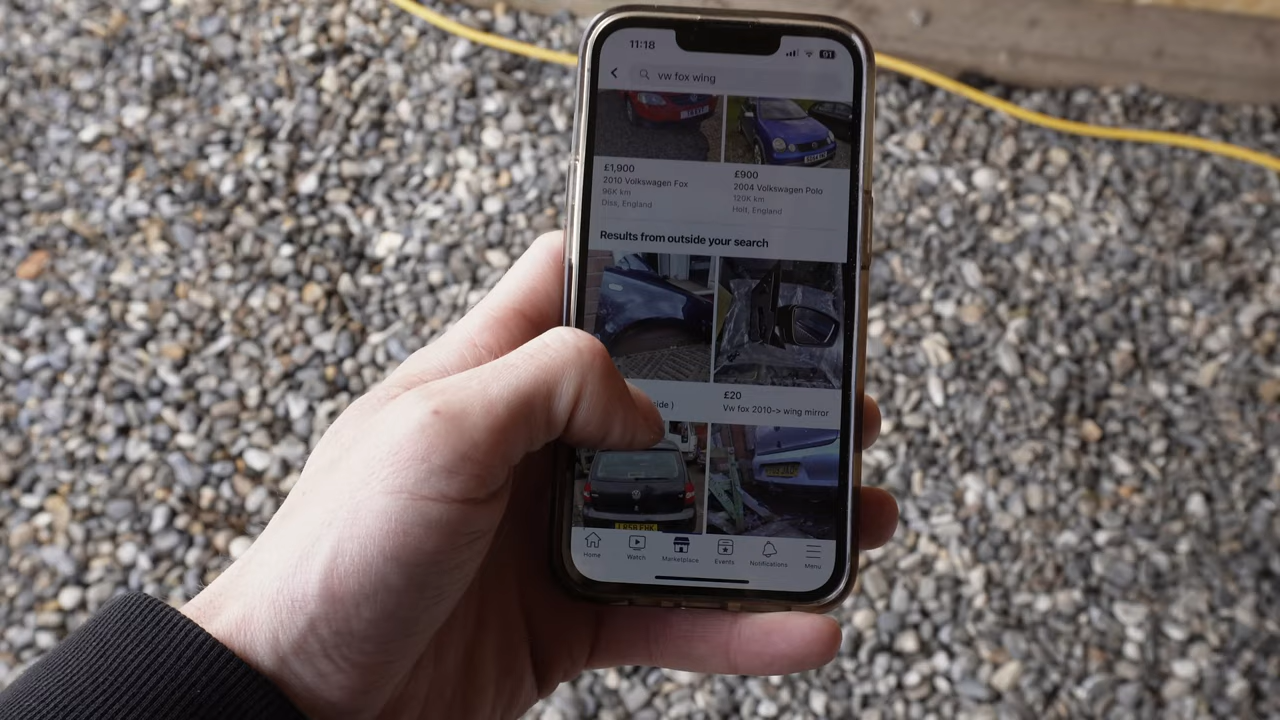 11:18
91
vw fox wing
£1,900
2010 Volkswagen Fox
96K km
Diss, England
£900
2004 Volkswagen Polo
120K km
Holt, England
Results from outside your search
£20
Vw fox 2010-> wing mirror
Home
Watch
Marketplace
Events
Notifications
Menu